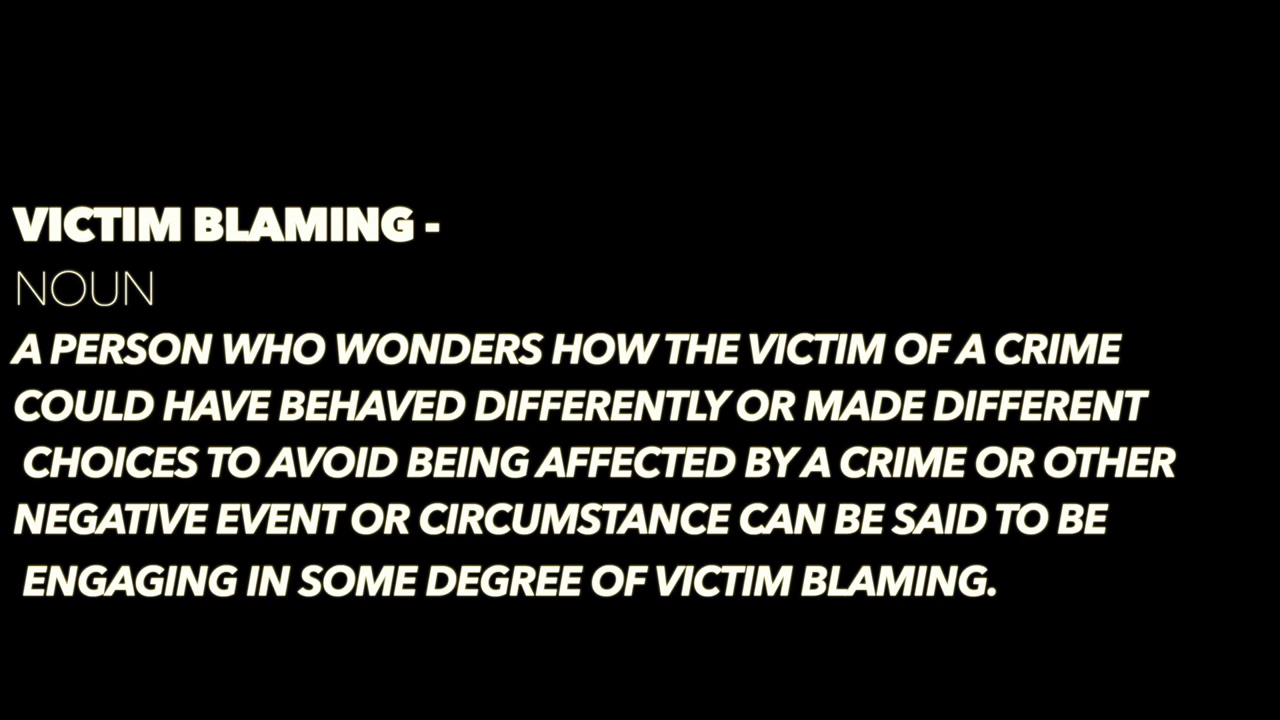 VICTIM BLAMING -
NOUN
A PERSON WHO WONDERS HOW THE VICTIM OF A CRIME
COULD HAVE BEHAVED DIFFERENTLY OR MADE DIFFERENT
CHOICES TO AVOID BEING AFFECTED BY A CRIME OR OTHER
NEGATIVE EVENT OR CIRCUMSTANCE CAN BE SAID TO BE
ENGAGING IN SOME DEGREE OF VICTIM BLAMING.